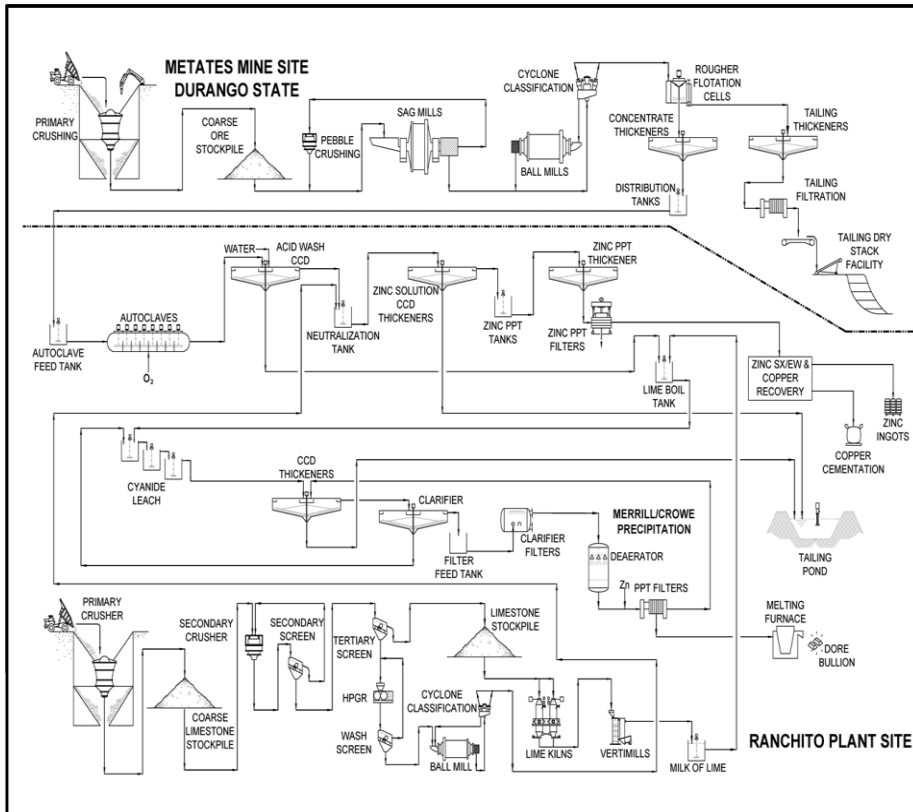 METATES MINE SITE
DURANGO STATE
PRIMARY
CRUSHING
COARSE
ORE
STOCKPILE
PEBBLE
CRUSHING
SAG MILLS
CYCLONE
CLASSIFICATION
BALL MILLS
ROUGHER
FLOTATION
CELLS
CONCENTRATE
THICKENERS
TAILING
THICKENERS
DISTRIBUTION
TANKS
TAILING
FILTRATION
TAILING DRY
STACK
FACILITY
WATER
ACID WASH
CCD
ZINC PPT
THICKENER
AUTOCLAVES
AUTOCLAVE
FEED TANK
O2
NEUTRALIZATION
TANK
ZINC SOLUTION
CCD
THICKENERS
ZINC PPT
TANKS
ZINC PPT
FILTERS
LIME BOIL
TANK
ZINC SX/EW &
COPPER
RECOVERY
ZINC
INGOTS
COPPER
CEMENTATION
CYANIDE
LEACH
CCD
THICKENERS
CLARIFIER
FILTER
FEED TANK
CLARIFIER
FILTERS
MERRILL/CROWE
PRECIPITATION
DEAERATOR
Zn
PPT FILTERS
TAILING
POND
MELTING
FURNACE
DORE
BULLION
PRIMARY
CRUSHER
COARSE
LIMESTONE
STOCKPILE
SECONDARY
CRUSHER
SECONDARY
SCREEN
TERTIARY
SCREEN
HPGR
WASH
SCREEN
LIMESTONE
STOCKPILE
CYCLONE
CLASSIFICATION
BALL MILL
LIME KILNS
VERTIMILLS
MILK OF LIME
RANCHITO PLANT SITE